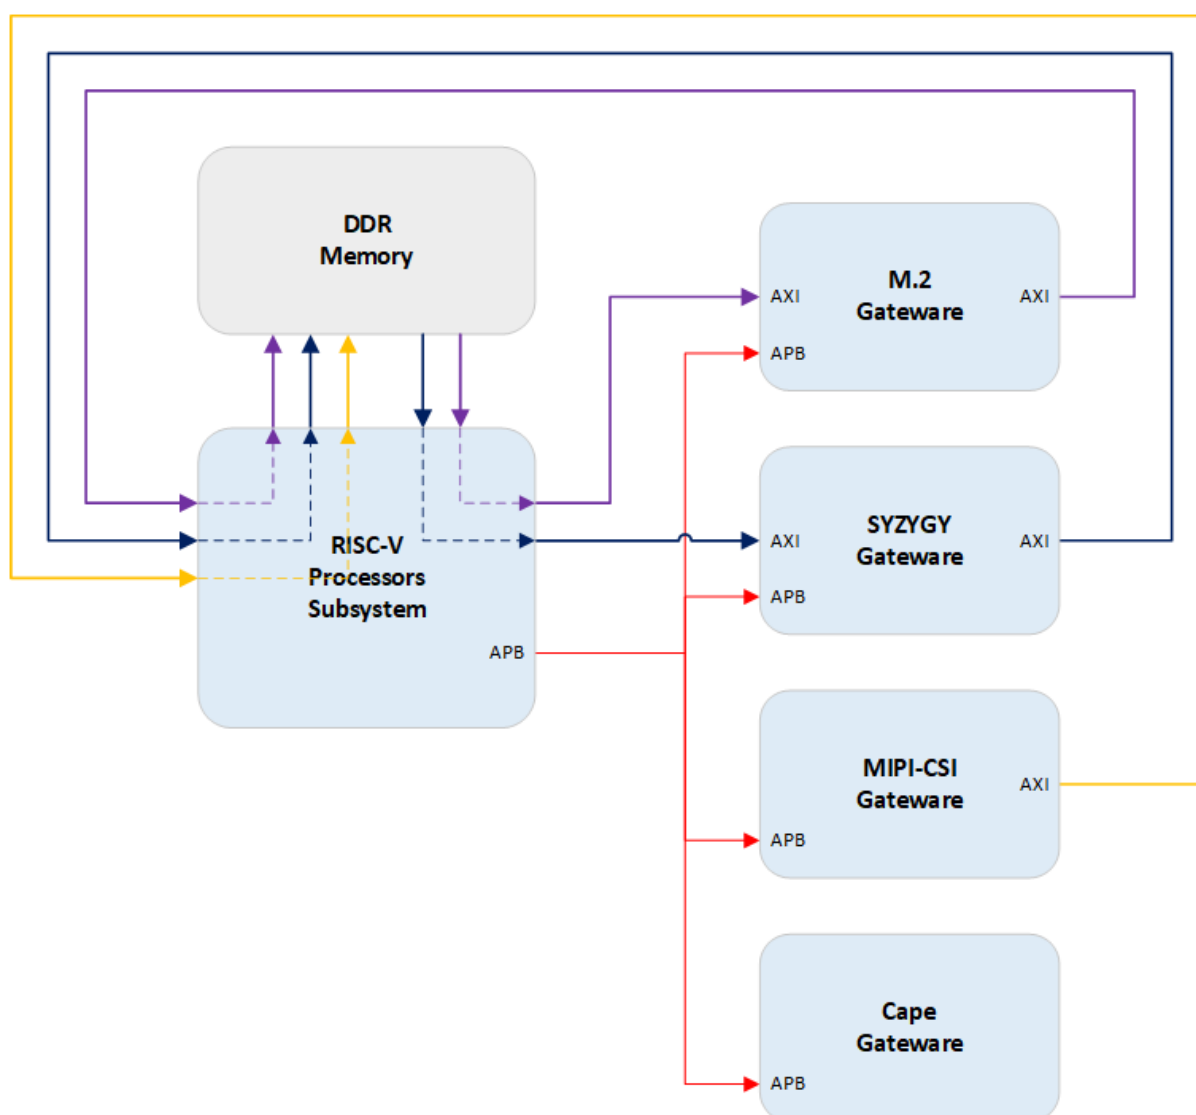 DDR
Memory
M.2
Gateware
AXI
AXI
APB
RISC-V
Processors
Subsystem
APB
SYZYGY
Gateware
AXI
AXI
APB
MIPI-CSI
Gateware
AXI
APB
Cape
Gateware
APB